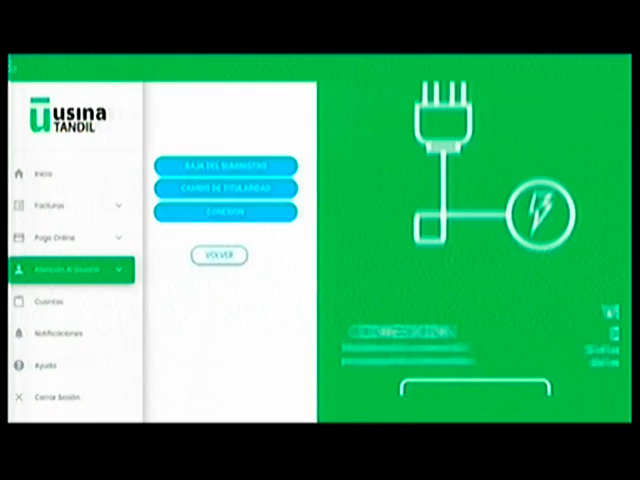 usina
TANDIL
Inicio
Facturas
Pago Online
Atención Al Usuario
Cuentas
Notificaciones
Ayuda
Cerrar Sesión
BAJA DEL SUMINISTRO
CAMBIO DE TITULARIDAD
CONEXION
VOLVER